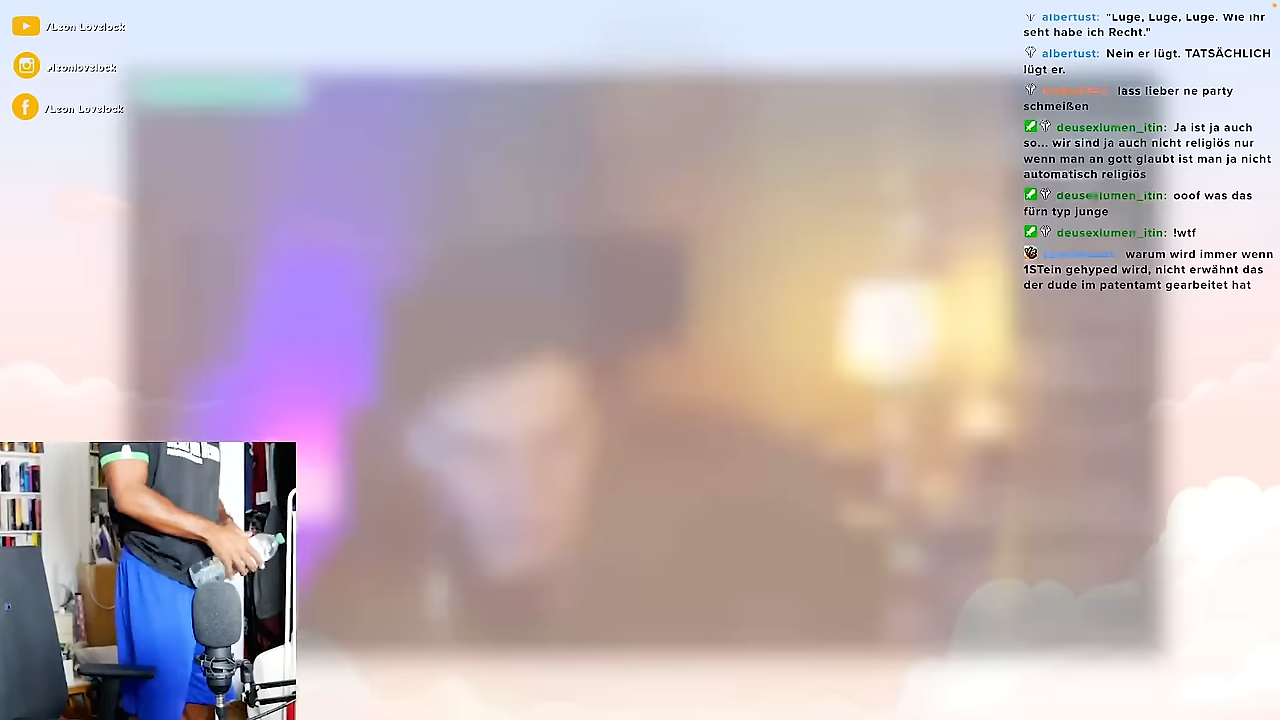 /Leon Lovelock
/leonlovelock
/Leon Lovelock
albertust: "Lüge, Lüge, Lüge. Wie ihr
seht habe ich Recht."
albertust: Nein er lügt. TATSÄCHLICH
lügt er.
lass lieber ne party
schmeißen
deusexlumen_itin: Ja ist ja auch
so... wir sind ja auch nicht religiös nur
wenn man an gott glaubt ist man ja nicht
automatisch religiös
deusexlumen_itin: ooof was das
fürn typ junge
deusexlumen_itin: !wtf
warum wird immer wenn
1STein gehyped wird, nicht erwähnt das
der dude im patentamt gearbeitet hat